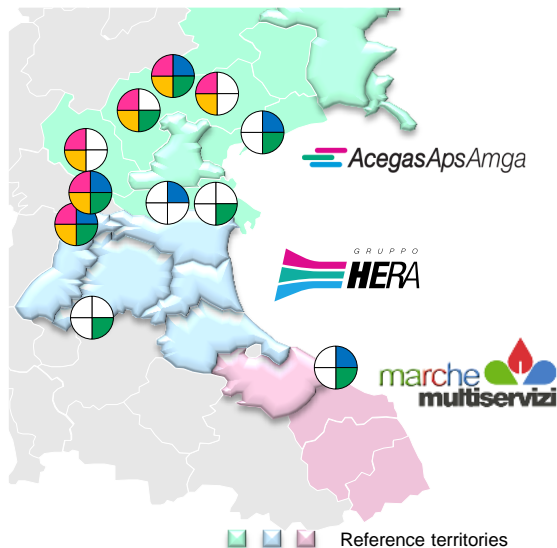 AcegasApsAmga
GRUPPO
HERA
marche
multiservizi
Reference territories